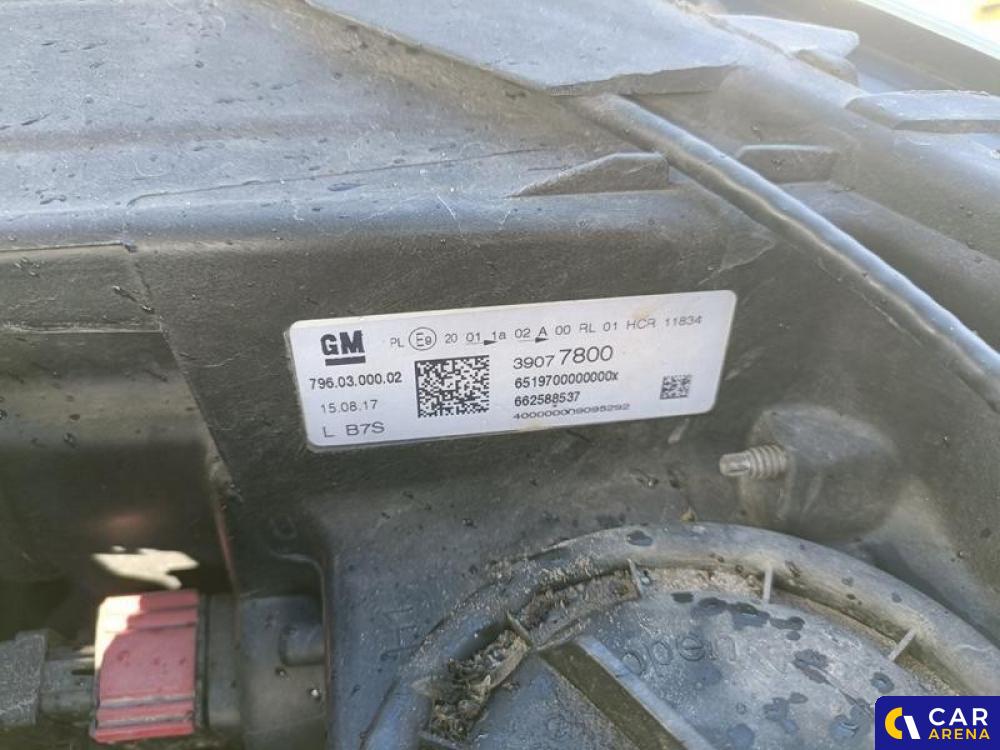 GM PL E9 20 01 1a 02 A 00 RL 01 HCR 11834
796.03.000.02
39077800
6519700000000x
15.08.17
662588537
L B7S
400000009095292
open
CAR
ARENA